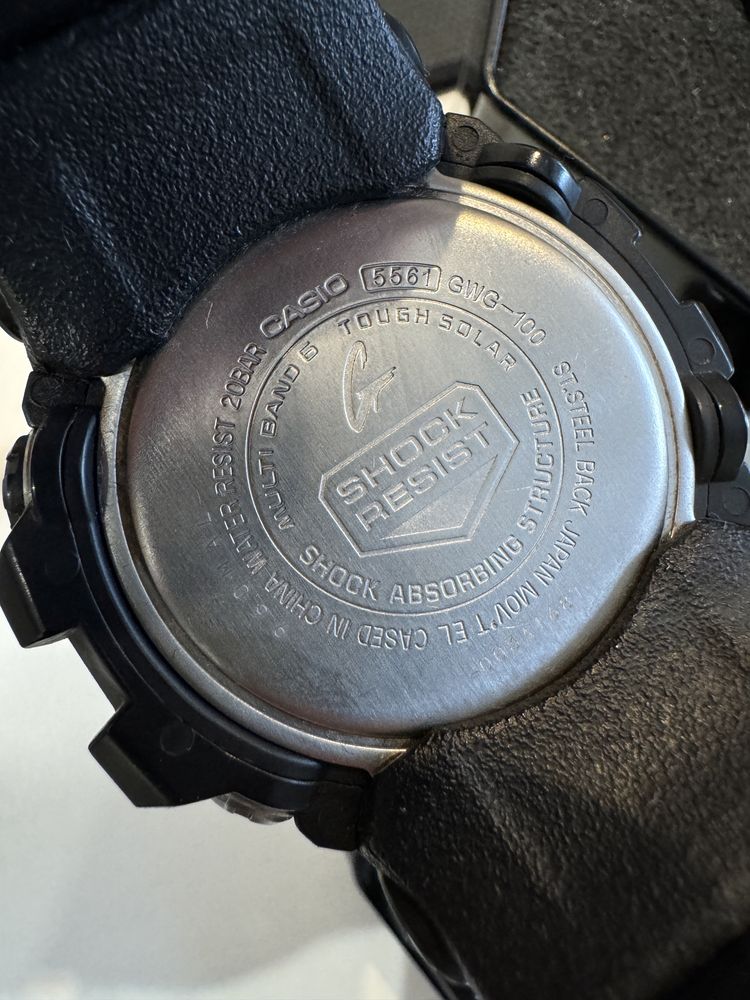 CASIO 5561 GWG-100
ST.STEEL BACK JAPAN MOV'T EL CASED IN CHINA WATER RESIST 20BAR
MULTI BAND 6 TOUGH SOLAR
G
SHOCK
RESIST
SHOCK ABSORBING STRUCTURE